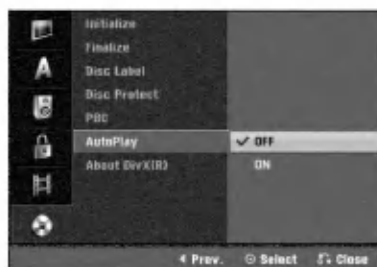 Initialize
Finalize
Disc Label
Disc Protect
PBC
AutoPlay
OFF
About DivX(R)
ON
Prev. Select Close